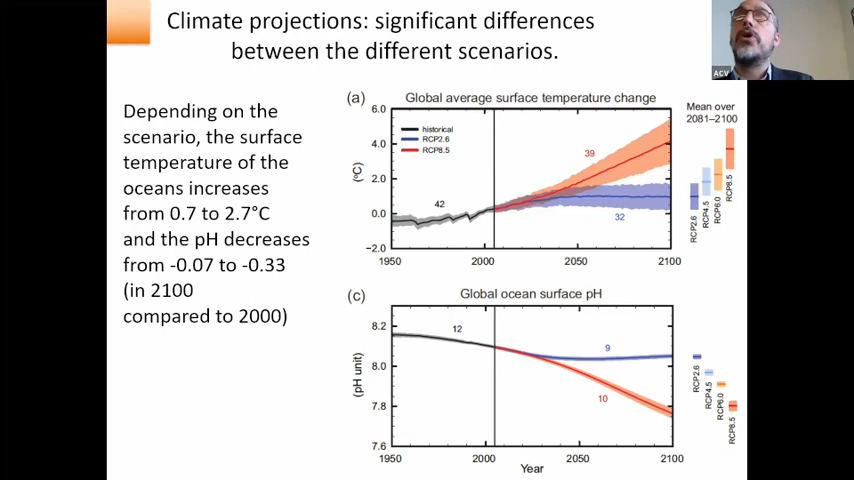 Climate projections: significant differences
between the different scenarios.
ACV
Depending on the
scenario, the surface
temperature of the
oceans increases
from 0.7 to 2.7°C
and the pH decreases
from -0.07 to -0.33
(in 2100
compared to 2000)
(a) Global average surface temperature change
Mean over
2081–2100
6.0
4.0
2.0
0.0
−2.0
(°C)
historical
RCP2.6
RCP8.5
42
39
32
1950 2000 2050 2100
RCP2.6
RCP4.5
RCP6.0
RCP8.5
(c) Global ocean surface pH
8.2
8.0
7.8
7.6
(pH unit)
12
9
10
1950 2000 2050 2100
Year
RCP2.6
RCP4.5
RCP6.0
RCP8.5